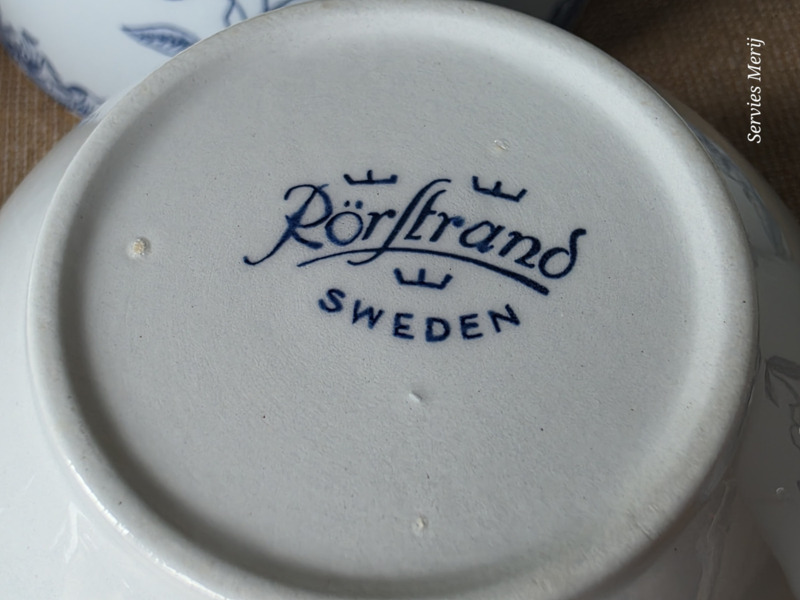 Rörstrand
SWEDEN
Servies Merij